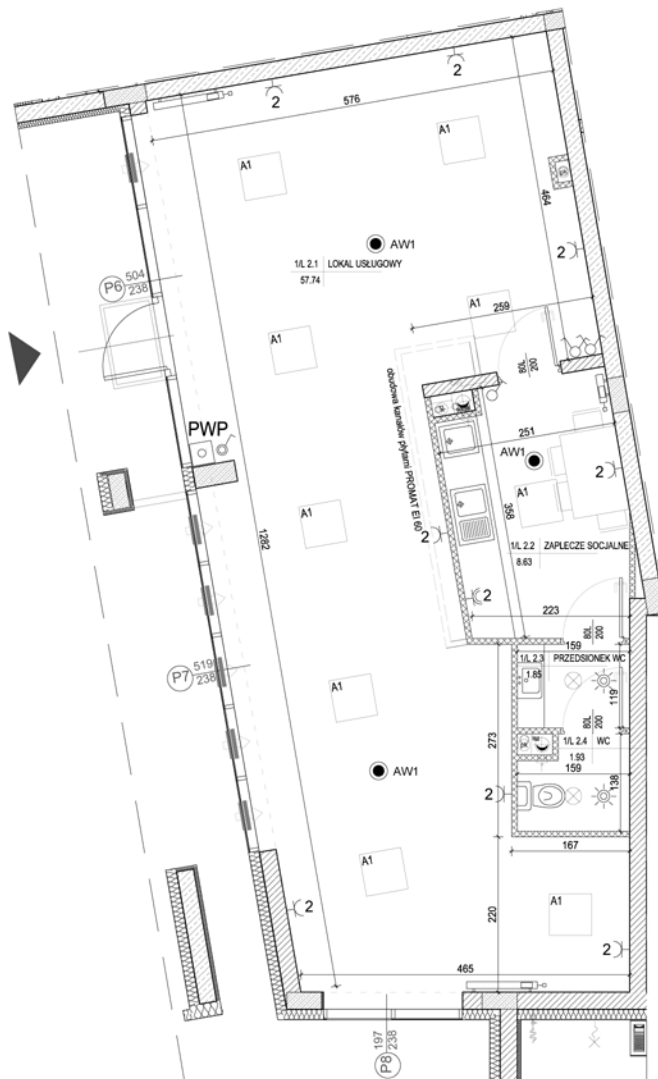 2
2
576
A1
A1
464
AW1
2
1/L 2.1 LOKAL USŁUGOWY
57.74
P6 504
238
A1
259
A1
80L
200
obudowa kanałów płytami PROMAT EI 60
PWP
251
AW1
2
A1
A1
358
1282
2
1/L 2.2 ZAPLECZE SOCJALNE
8.63
2
223
80L
200
159
1/L 2.3 PRZEDSIONEK WC
1.85
P7 519
238
A1
119
80L
200
273
1/L 2.4 WC
1.93
159
AW1
138
2
167
A1
A1
2
220
2
465
197
238
P8